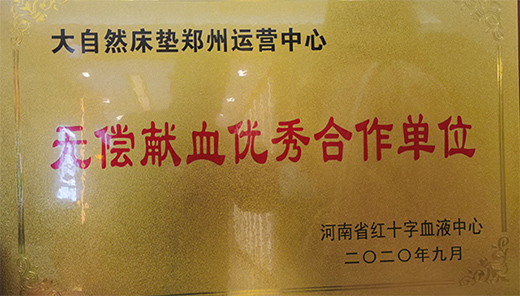 大自然床垫郑州运营中心
无偿献血优秀合作单位
河南省红十字血液中心
二〇二〇年九月